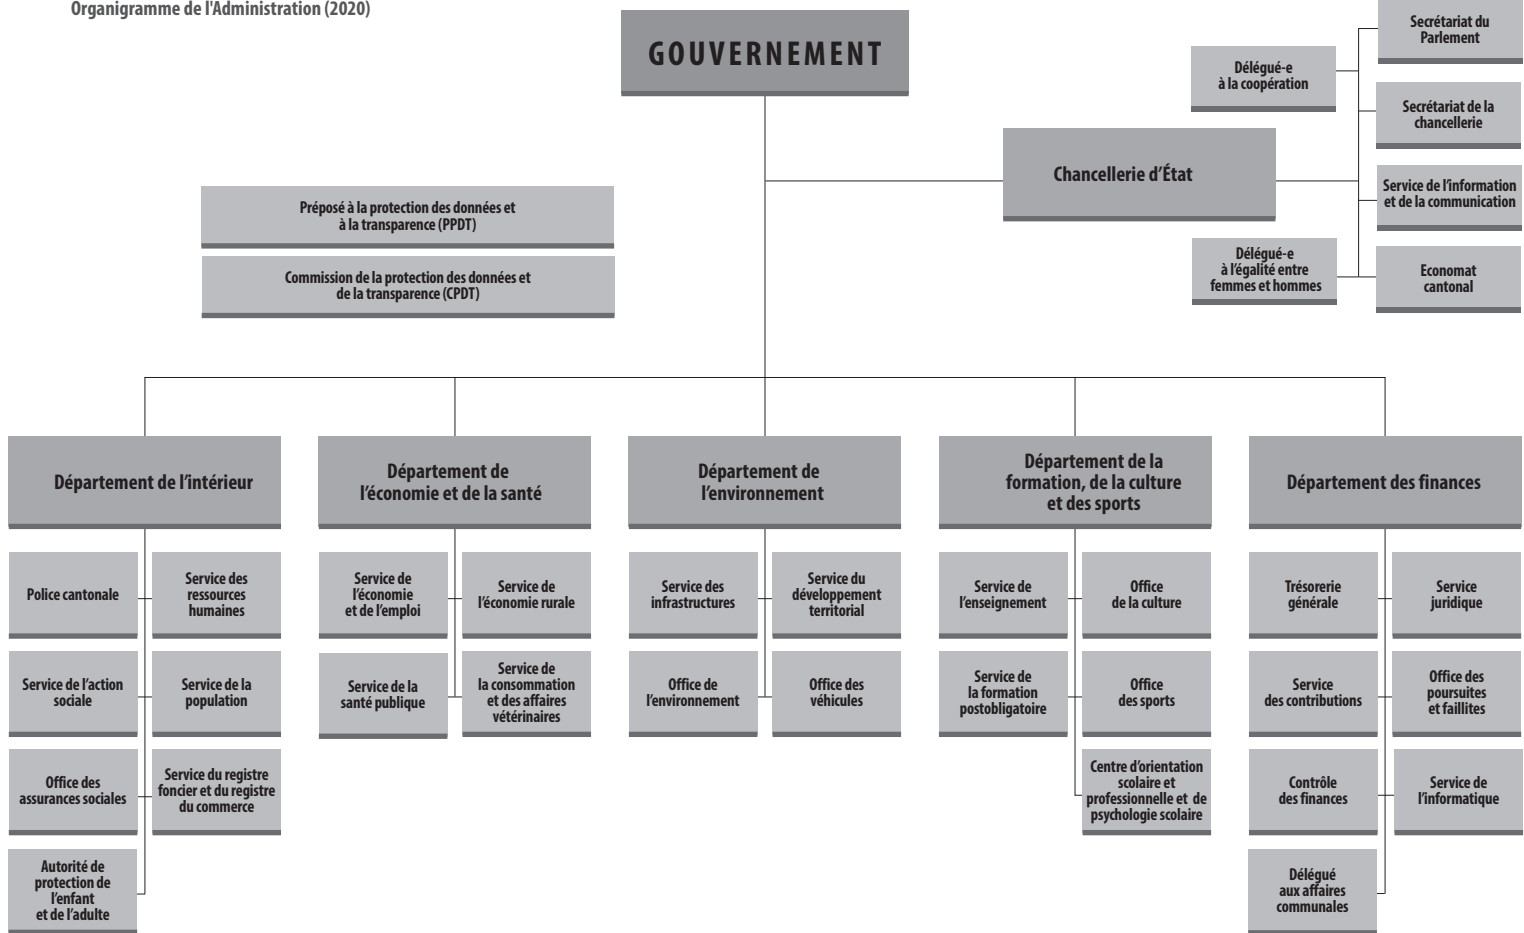 Organigramme de l'Administration (2020)
GOUVERNEMENT
Secrétariat du
Parlement
Délégué-e
à la coopération
Secrétariat de la
chancellerie
Chancellerie d'État
Service de l'information
et de la communication
Délégué-e
à l'égalité entre
femmes et hommes
Economat
cantonal
Préposé à la protection des données et
à la transparence (PPDT)
Commission de la protection des données et
de la transparence (CPDT)
Département de l'intérieur
Département de
l'économie et de la santé
Département de
l'environnement
Département de la
formation, de la culture
et des sports
Département des finances
Police cantonale
Service des
ressources
humaines
Service de
l'économie
et de l'emploi
Service de
l'économie rurale
Service des
infrastructures
Service du
développement
territorial
Service de
l'enseignement
Office
de la culture
Trésorerie
générale
Service
juridique
Service de l'action
sociale
Service de la
population
Service de la
santé publique
Service de
la consommation
et des affaires
vétérinaires
Office de
l'environnement
Office des
véhicules
Service de
la formation
postobligatoire
Office
des sports
Service
des contributions
Office des
poursuites
et faillites
Office des
assurances sociales
Service du registre
foncier et du registre
du commerce
Centre d'orientation
scolaire et
professionnelle et de
psychologie scolaire
Contrôle
des finances
Service de
l'informatique
Autorité de
protection de
l'enfant
et de l'adulte
Délégué
aux affaires
communales